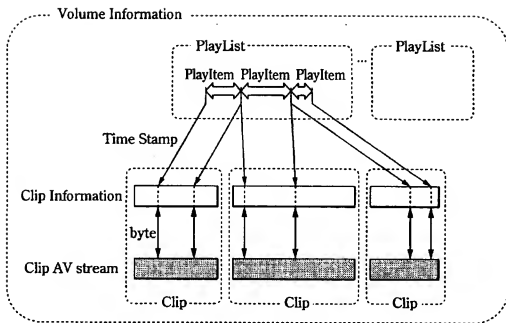 Volume Information
PlayList
...
PlayList
PlayItem PlayItem PlayItem
Time Stamp
Clip Information
byte
Clip AV stream
Clip
Clip
Clip